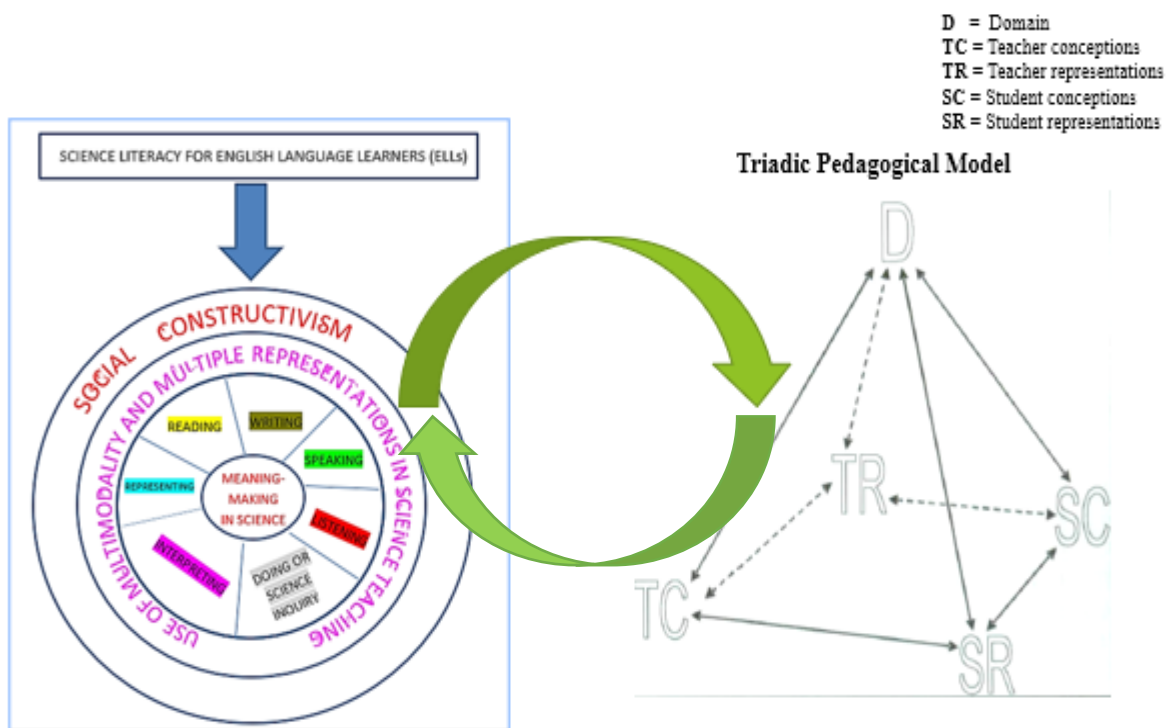 D = Domain
TC = Teacher conceptions
TR = Teacher representations
SC = Student conceptions
SR = Student representations
Triadic Pedagogical Model
SCIENCE LITERACY FOR ENGLISH LANGUAGE LEARNERS (ELLs)
SOCIAL CONSTRUCTIVISM
USE OF MULTIMODALITY AND MULTIPLE REPRESENTATIONS IN SCIENCE TEACHING
READING
WRITING
SPEAKING
LISTENING
DOING OR
SCIENCE
INQUIRY
INTERPRETING
REPRESENTING
MEANING-
MAKING
IN SCIENCE
D
TR
SC
TC
SR